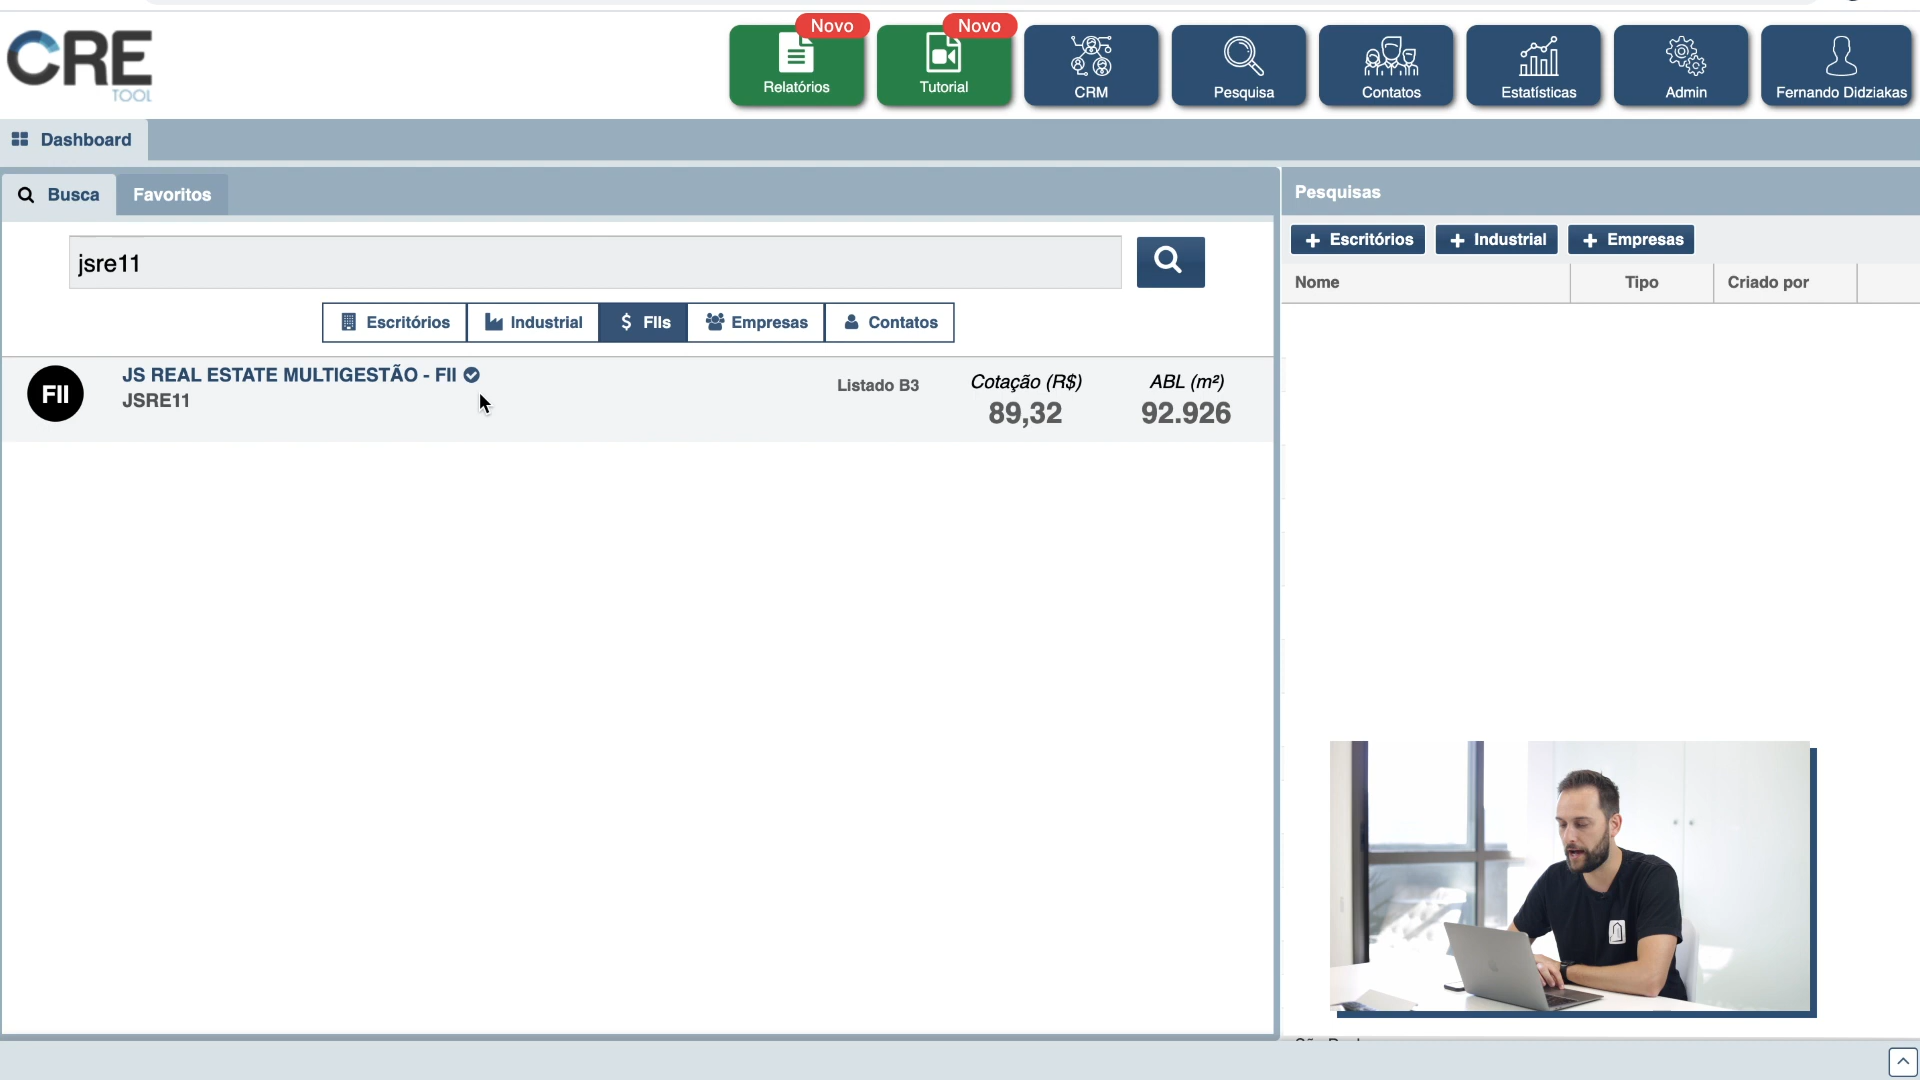 CRE
TOOL
Novo
Relatórios
Novo
Tutorial
CRM
Pesquisa
Contatos
Estatísticas
Admin
Fernando Didziakas
Dashboard
Busca
Favoritos
jsre11
Escritórios
Industrial
$ FIIs
Empresas
Contatos
FII
JS REAL ESTATE MULTIGESTÃO - FII
JSRE11
Listado B3
Cotação (R$)
89,32
ABL (m²)
92.926
Pesquisas
+ Escritórios
+ Industrial
+ Empresas
Nome
Tipo
Criado por